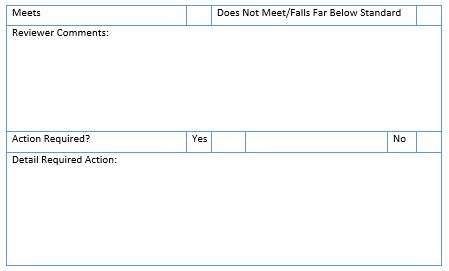 Meets Does Not Meet/Falls Far Below Standard
Reviewer Comments:
Action Required? Yes No
Detail Required Action: